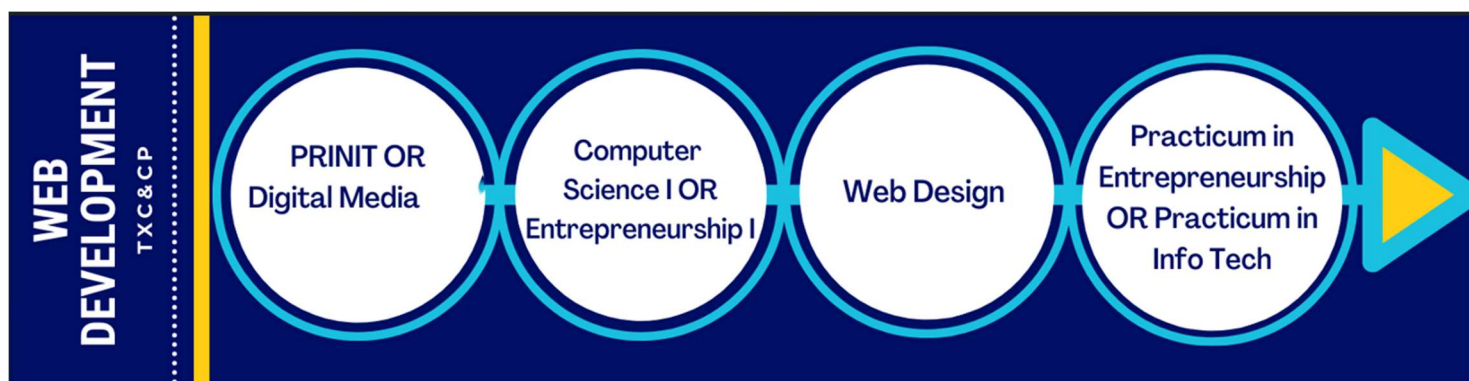 WEB
DEVELOPMENT
TXC&CP
PRINIT OR
Digital Media
Computer
Science I OR
Entrepreneurship I
Web Design
Practicum in
Entrepreneurship
OR Practicum in
Info Tech